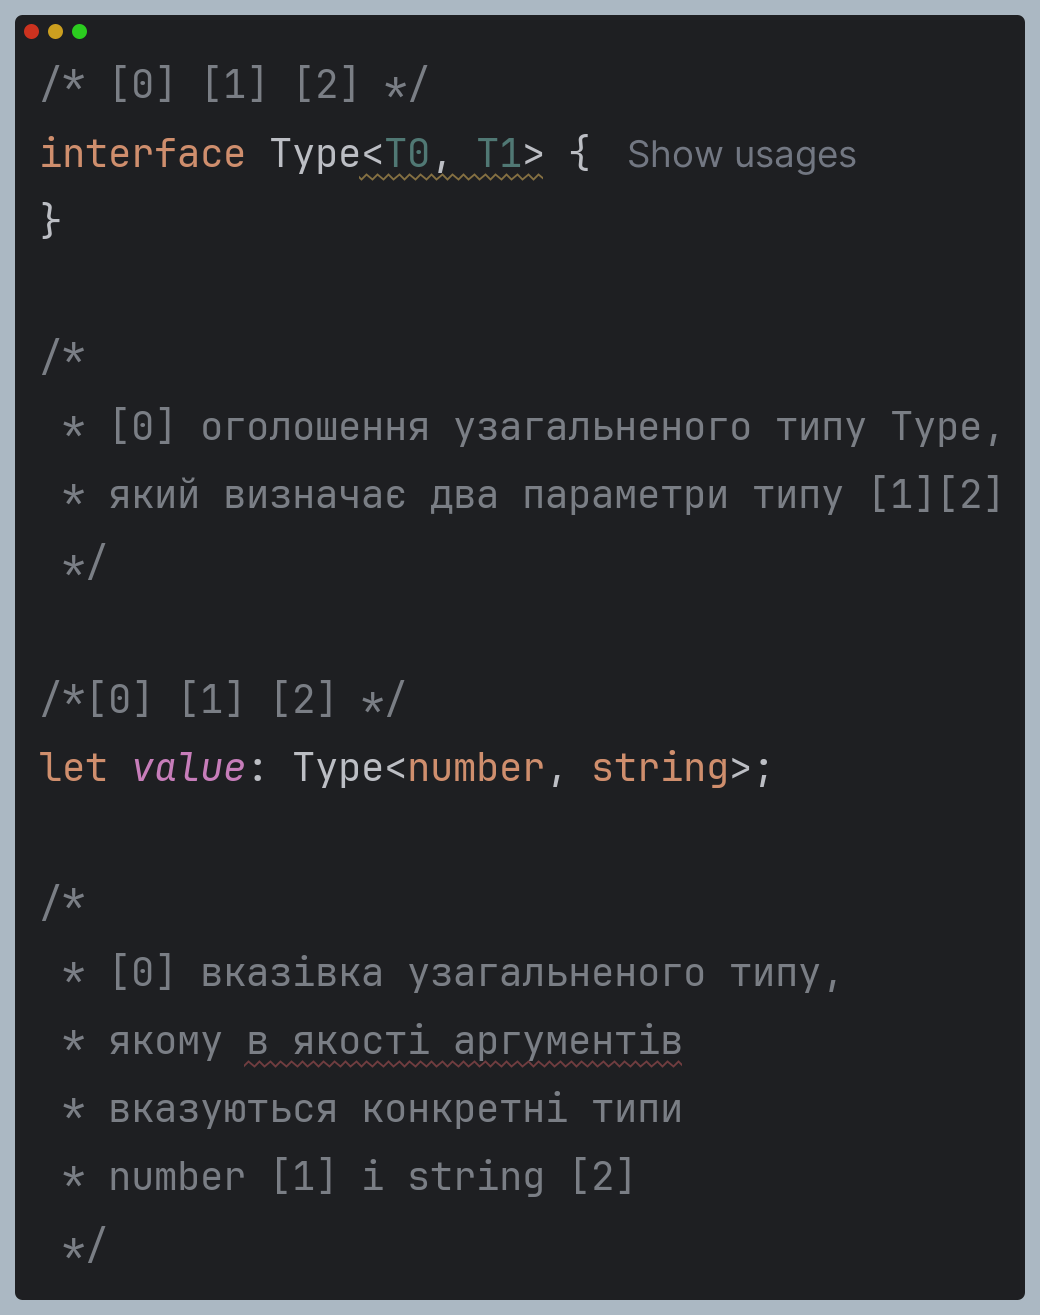 /* [0] [1] [2] */
interface Type<T0, T1> { Show usages
}
/*
* [0] оголошення узагальненого типу Type,
* який визначає два параметри типу [1][2]
*/
/*[0] [1] [2] */
let value: Type<number, string>;
/*
* [0] вказівка узагальненого типу,
* якому в якості аргументів
* вказуються конкретні типи
* number [1] і string [2]
*/